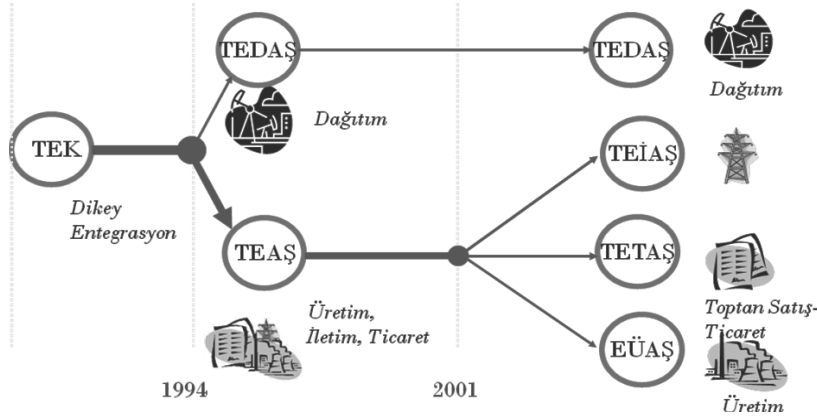 TEDAŞ
TEDAŞ
Dağıtım
Dağıtım
TEK
TEİAŞ
Dikey
Entegrasyon
TEAŞ
TETAŞ
Üretim,
İletim, Ticaret
Toptan Satış-
Ticaret
EÜAŞ
1994
2001
Üretim